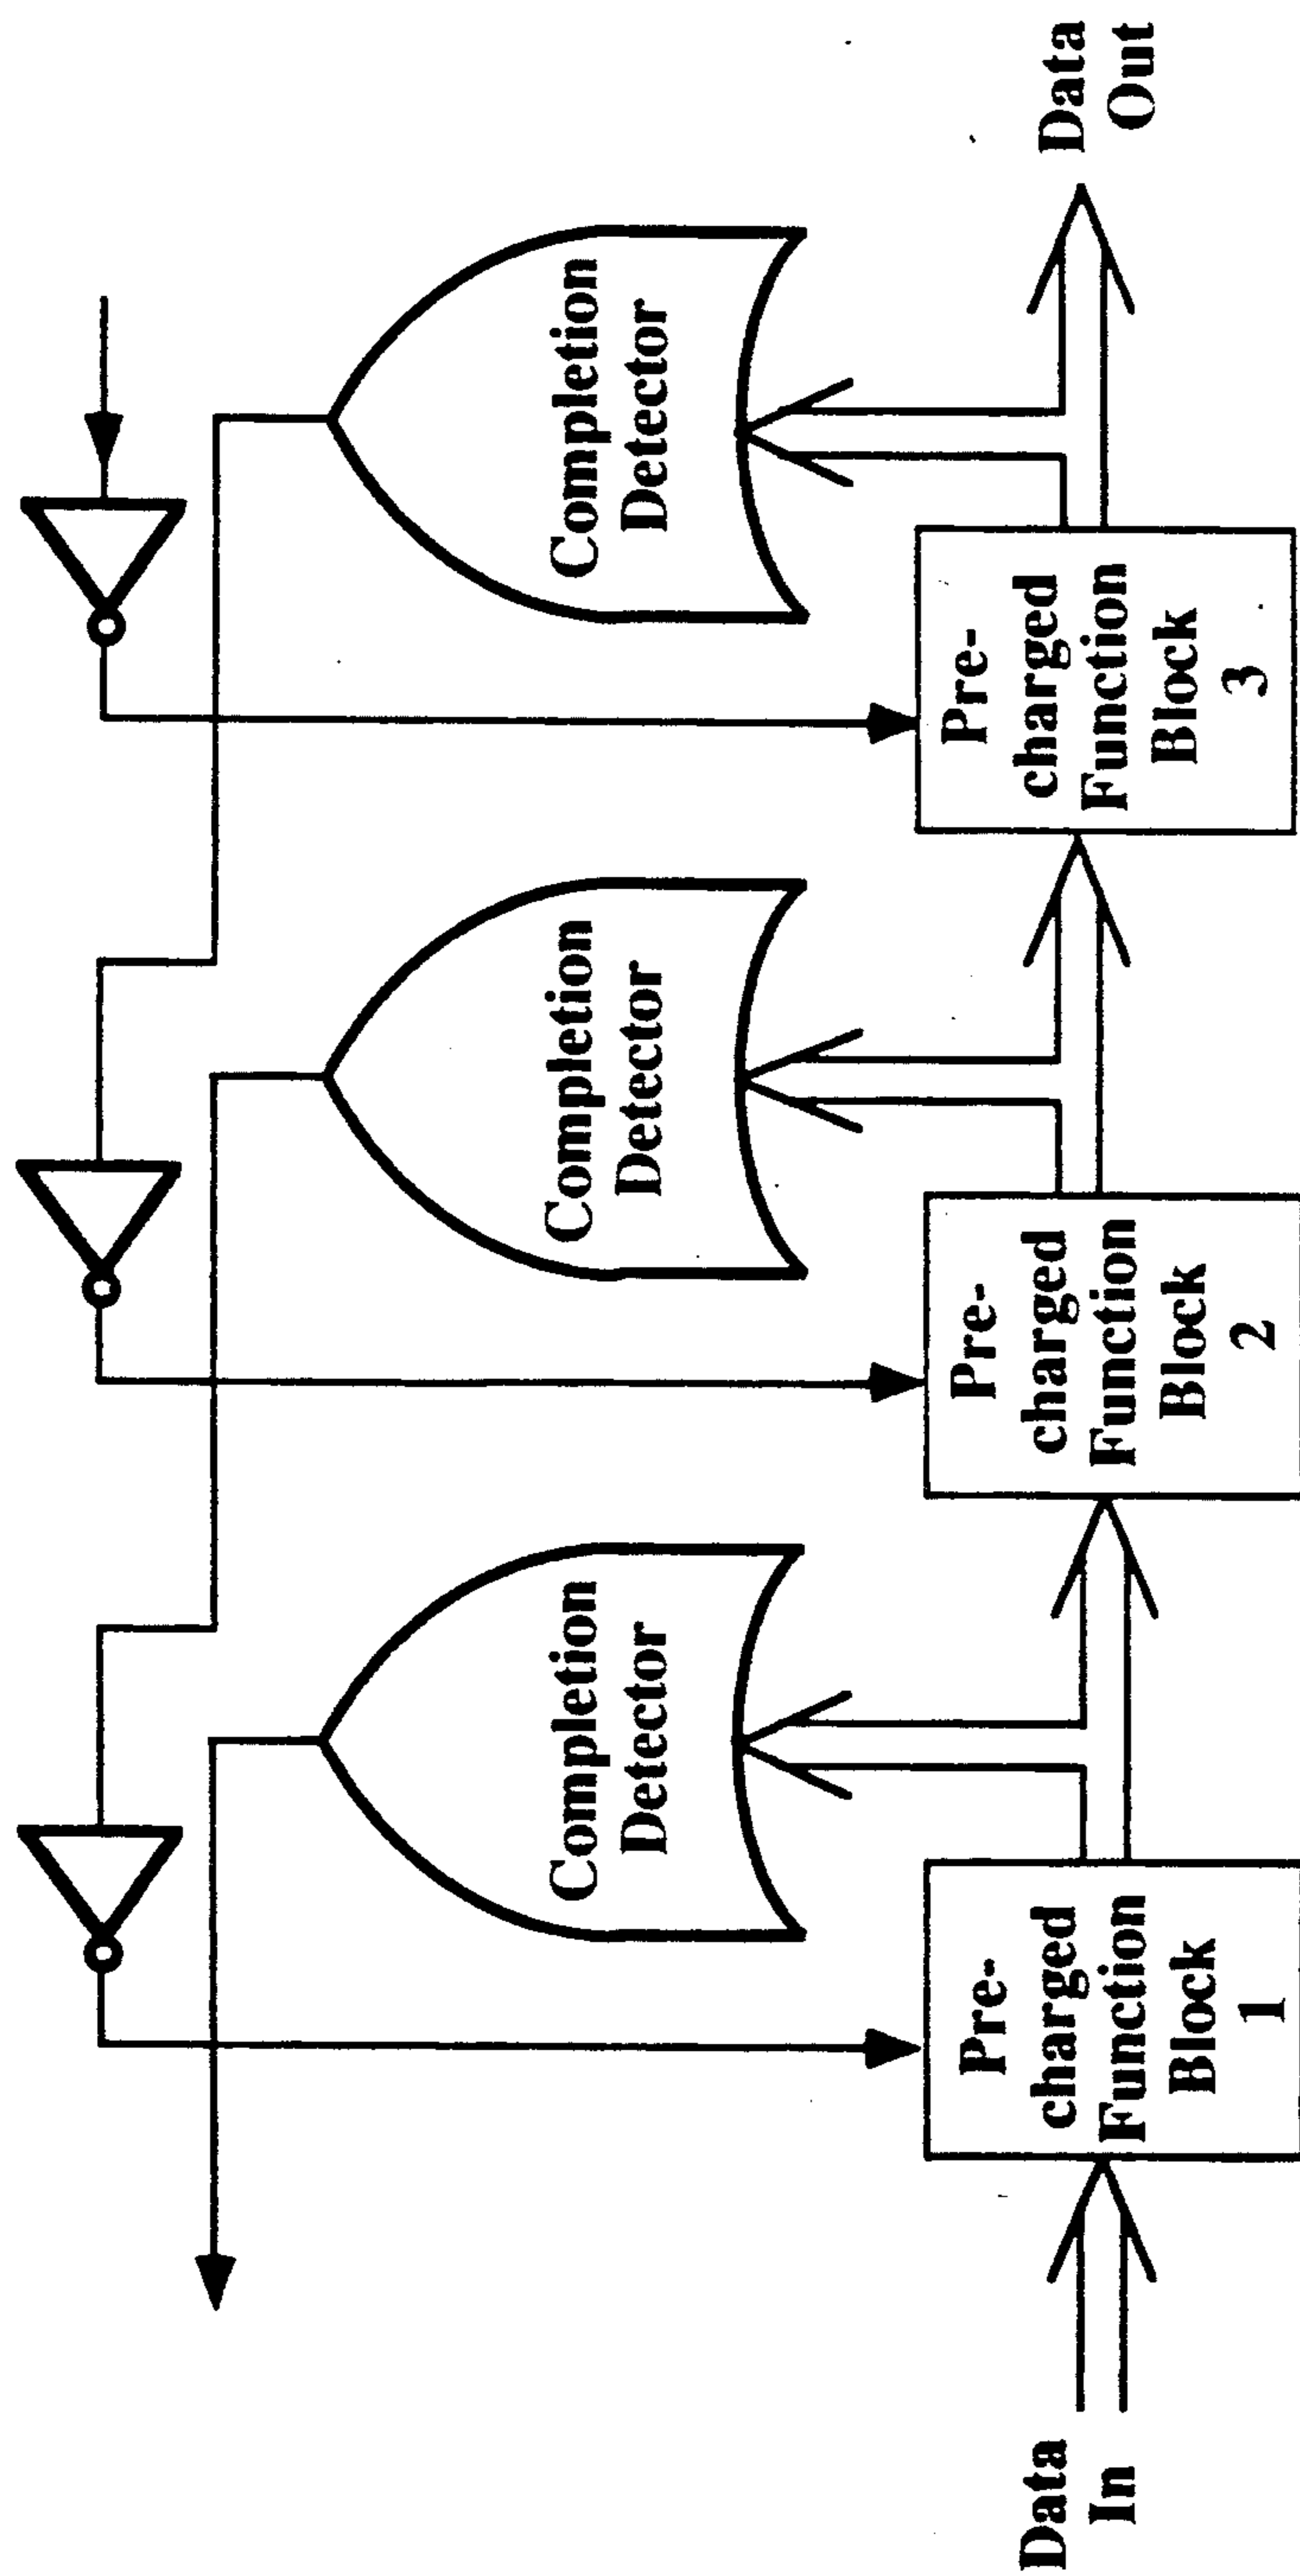 Completion
Detector
Completion
Detector
Completion
Detector
Data
In
Pre-
charged
Function
Block
1
Pre-
charged
Function
Block
2
Pre-
charged
Function
Block
3
Data
Out